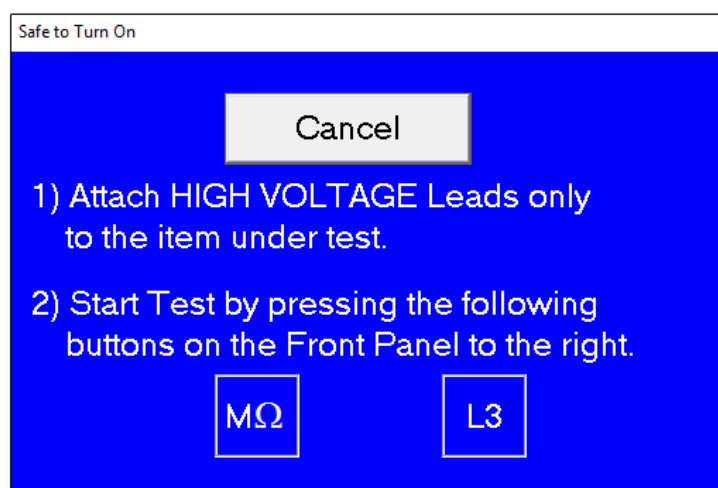 Safe to Turn On
Cancel
1) Attach HIGH VOLTAGE Leads only
to the item under test.
2) Start Test by pressing the following
buttons on the Front Panel to the right.
MΩ L3